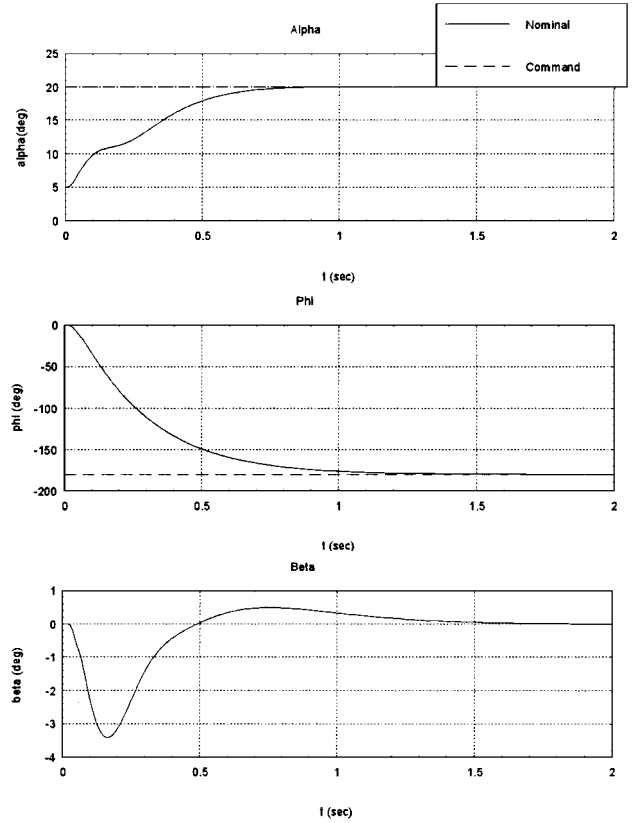 Alpha
Nominal
Command
alpha(deg)
25
20
15
10
5
0
0
0.5
1
1.5
2
t (sec)
Phi
phi (deg)
0
-50
-100
-150
-200
0
0.5
1
1.5
2
t (sec)
Beta
beta (deg)
1
0
-1
-2
-3
-4
0
0.5
1
1.5
2
t (sec)